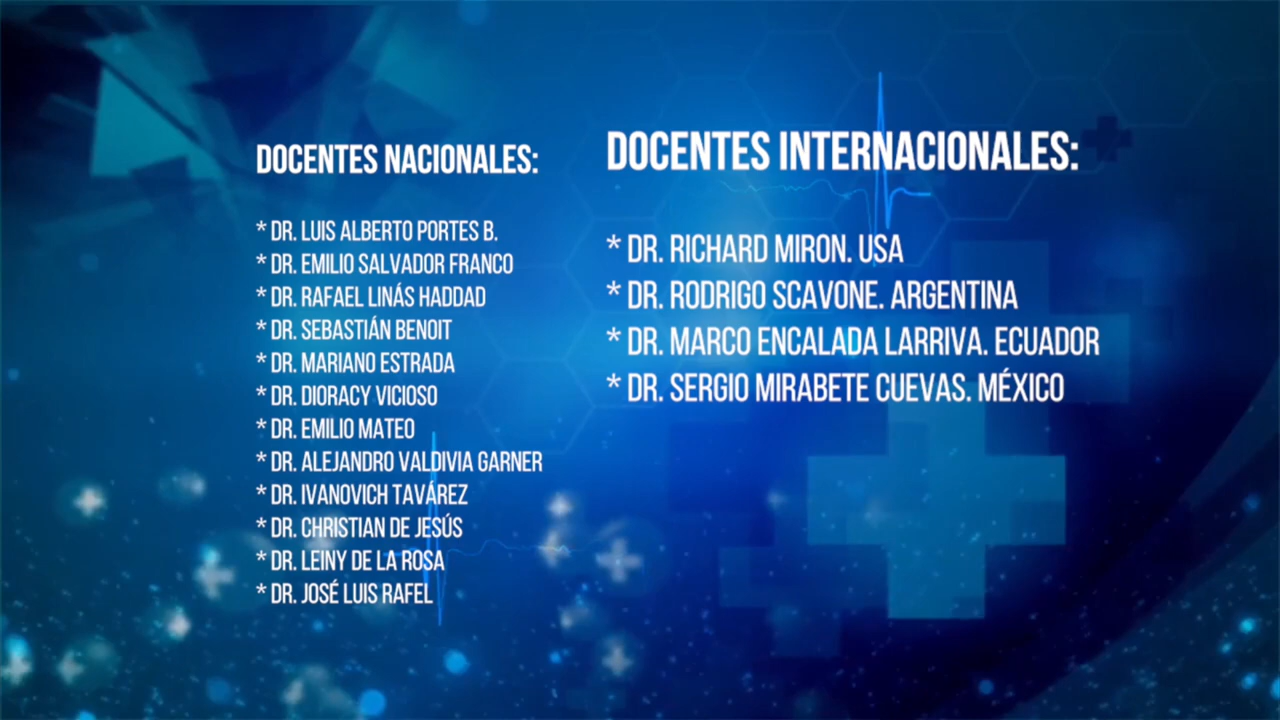 DOCENTES NACIONALES:
* DR. LUIS ALBERTO PORTES B.
* DR. EMILIO SALVADOR FRANCO
* DR. RAFAEL LINÁS HADDAD
* DR. SEBASTIÁN BENOIT
* DR. MARIANO ESTRADA
* DR. DIORACY VICIOSO
* DR. EMILIO MATEO
* DR. ALEJANDRO VALDIVIA GARNER
* DR. IVANOVICH TAVÁREZ
* DR. CHRISTIAN DE JESÚS
* DR. LEINY DE LA ROSA
* DR. JOSÉ LUIS RAFEL
DOCENTES INTERNACIONALES:
* DR. RICHARD MIRON. USA
* DR. RODRIGO SCAVONE. ARGENTINA
* DR. MARCO ENCALADA LARRIVA. ECUADOR
* DR. SERGIO MIRABETE CUEVAS. MÉXICO